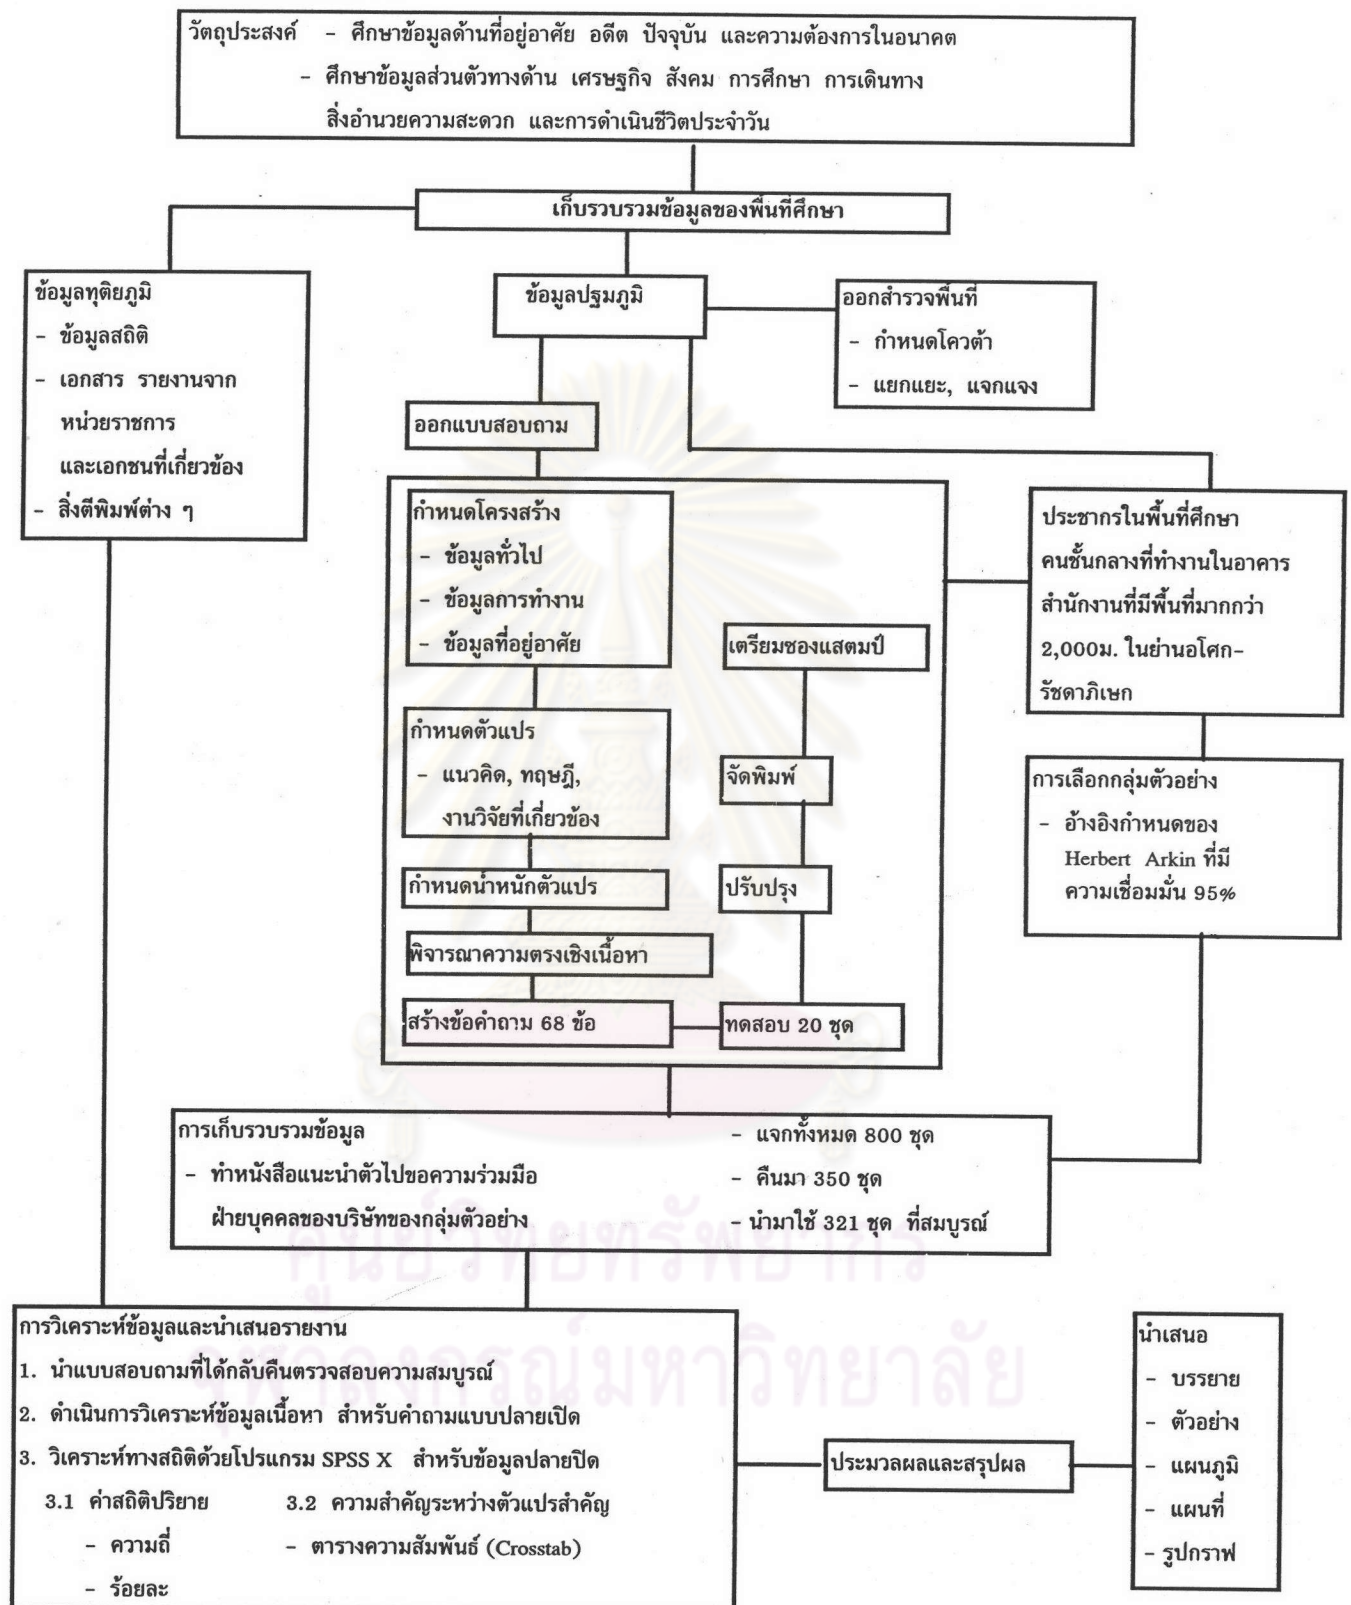 วัตถุประสงค์ - ศึกษาข้อมูลด้านที่อยู่อาศัย อดีต ปัจจุบัน และความต้องการในอนาคต
- ศึกษาข้อมูลส่วนตัวทางด้าน เศรษฐกิจ สังคม การศึกษา การเดินทาง
สิ่งอำนวยความสะดวก และการดำเนินชีวิตประจำวัน
เก็บรวบรวมข้อมูลของพื้นที่ศึกษา
ข้อมูลทุติยภูมิ
- ข้อมูลสถิติ
- เอกสาร รายงานจาก
หน่วยราชการ
และเอกชนที่เกี่ยวข้อง
- สิ่งตีพิมพ์ต่าง ๆ
ข้อมูลปฐมภูมิ
ออกสำรวจพื้นที่
- กำหนดโควต้า
- แยกแยะ, แจกแจง
ออกแบบสอบถาม
กำหนดโครงสร้าง
- ข้อมูลทั่วไป
- ข้อมูลการทำงาน
- ข้อมูลที่อยู่อาศัย
กำหนดตัวแปร
- แนวคิด, ทฤษฎี,
งานวิจัยที่เกี่ยวข้อง
กำหนดน้ำหนักตัวแปร
พิจารณาความตรงเชิงเนื้อหา
สร้างข้อคำถาม 68 ข้อ
เตรียมซองแสตมป์
จัดพิมพ์
ปรับปรุง
ทดสอบ 20 ชุด
ประชากรในพื้นที่ศึกษา
คนชั้นกลางที่ทำงานในอาคาร
สำนักงานที่มีพื้นที่มากกว่า
2,000ม. ในย่านอโศก-
รัชดาภิเษก
การเลือกกลุ่มตัวอย่าง
- อ้างอิงกำหนดของ
Herbert Arkin ที่มี
ความเชื่อมั่น 95%
การเก็บรวบรวมข้อมูล
- ทำหนังสือแนะนำตัวไปขอความร่วมมือ
ฝ่ายบุคคลของบริษัทของกลุ่มตัวอย่าง
- แจกทั้งหมด 800 ชุด
- คืนมา 350 ชุด
- นำมาใช้ 321 ชุด ที่สมบูรณ์
ศูนย์วิทยทรัพยากร
จุฬาลงกรณ์มหาวิทยาลัย
การวิเคราะห์ข้อมูลและนำเสนอรายงาน
1. นำแบบสอบถามที่ได้กลับคืนตรวจสอบความสมบูรณ์
2. ดำเนินการวิเคราะห์ข้อมูลเนื้อหา สำหรับคำถามแบบปลายเปิด
3. วิเคราะห์ทางสถิติด้วยโปรแกรม SPSS X สำหรับข้อมูลปลายปิด
3.1 ค่าสถิติปริยาย 3.2 ความสำคัญระหว่างตัวแปรสำคัญ
- ความถี่ - ตารางความสัมพันธ์ (Crosstab)
- ร้อยละ
ประมวลผลและสรุปผล
นำเสนอ
- บรรยาย
- ตัวอย่าง
- แผนภูมิ
- แผนที่
- รูปกราฟ